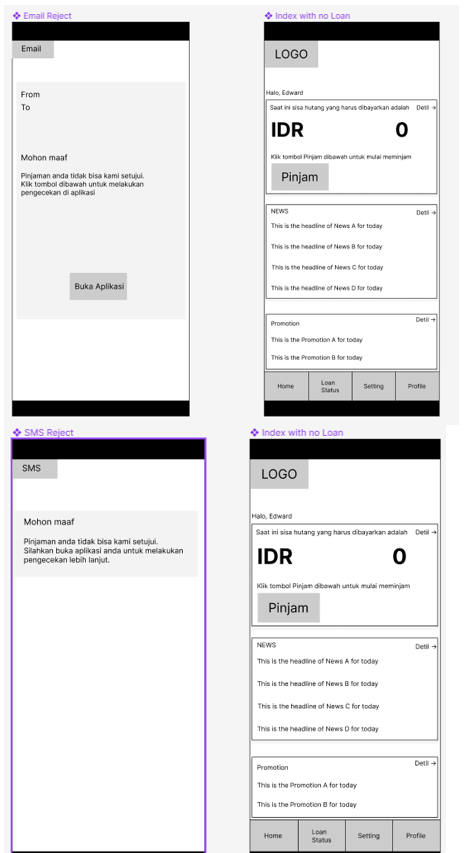 Email Reject
Email
From
To
Mohon maaf
Pinjaman anda tidak bisa kami setujui.
Klik tombol dibawah untuk melakukan
pengecekan di aplikasi
Buka Aplikasi
Index with no Loan
LOGO
Halo, Edward
Saat ini sisa hutang yang harus dibayarkan adalah Detil →
IDR 0
Klik tombol Pinjam dibawah untuk mulai meminjam
Pinjam
NEWS Detil →
This is the headline of News A for today
This is the headline of News B for today
This is the headline of News C for today
This is the headline of News D for today
Promotion Detil →
This is the Promotion A for today
This is the Promotion B for today
Home Loan Status Setting Profile
SMS Reject
SMS
Mohon maaf
Pinjaman anda tidak bisa kami setujui.
Silahkan buka aplikasi anda untuk melakukan
pengecekan lebih lanjut.
Index with no Loan
LOGO
Halo, Edward
Saat ini sisa hutang yang harus dibayarkan adalah Detil →
IDR 0
Klik tombol Pinjam dibawah untuk mulai meminjam
Pinjam
NEWS Detil →
This is the headline of News A for today
This is the headline of News B for today
This is the headline of News C for today
This is the headline of News D for today
Promotion Detil →
This is the Promotion A for today
This is the Promotion B for today
Home Loan Status Setting Profile